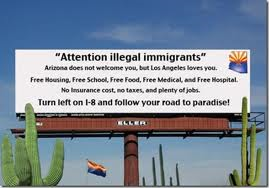 "Attention illegal immigrants"
Arizona does not welcome you, but Los Angeles loves you.
Free Housing, Free School, Free Food, Free Medical, and Free Hospital.
No Insurance cost, no taxes, and plenty of jobs.
Turn left on I-8 and follow your road to paradise!
ELLER